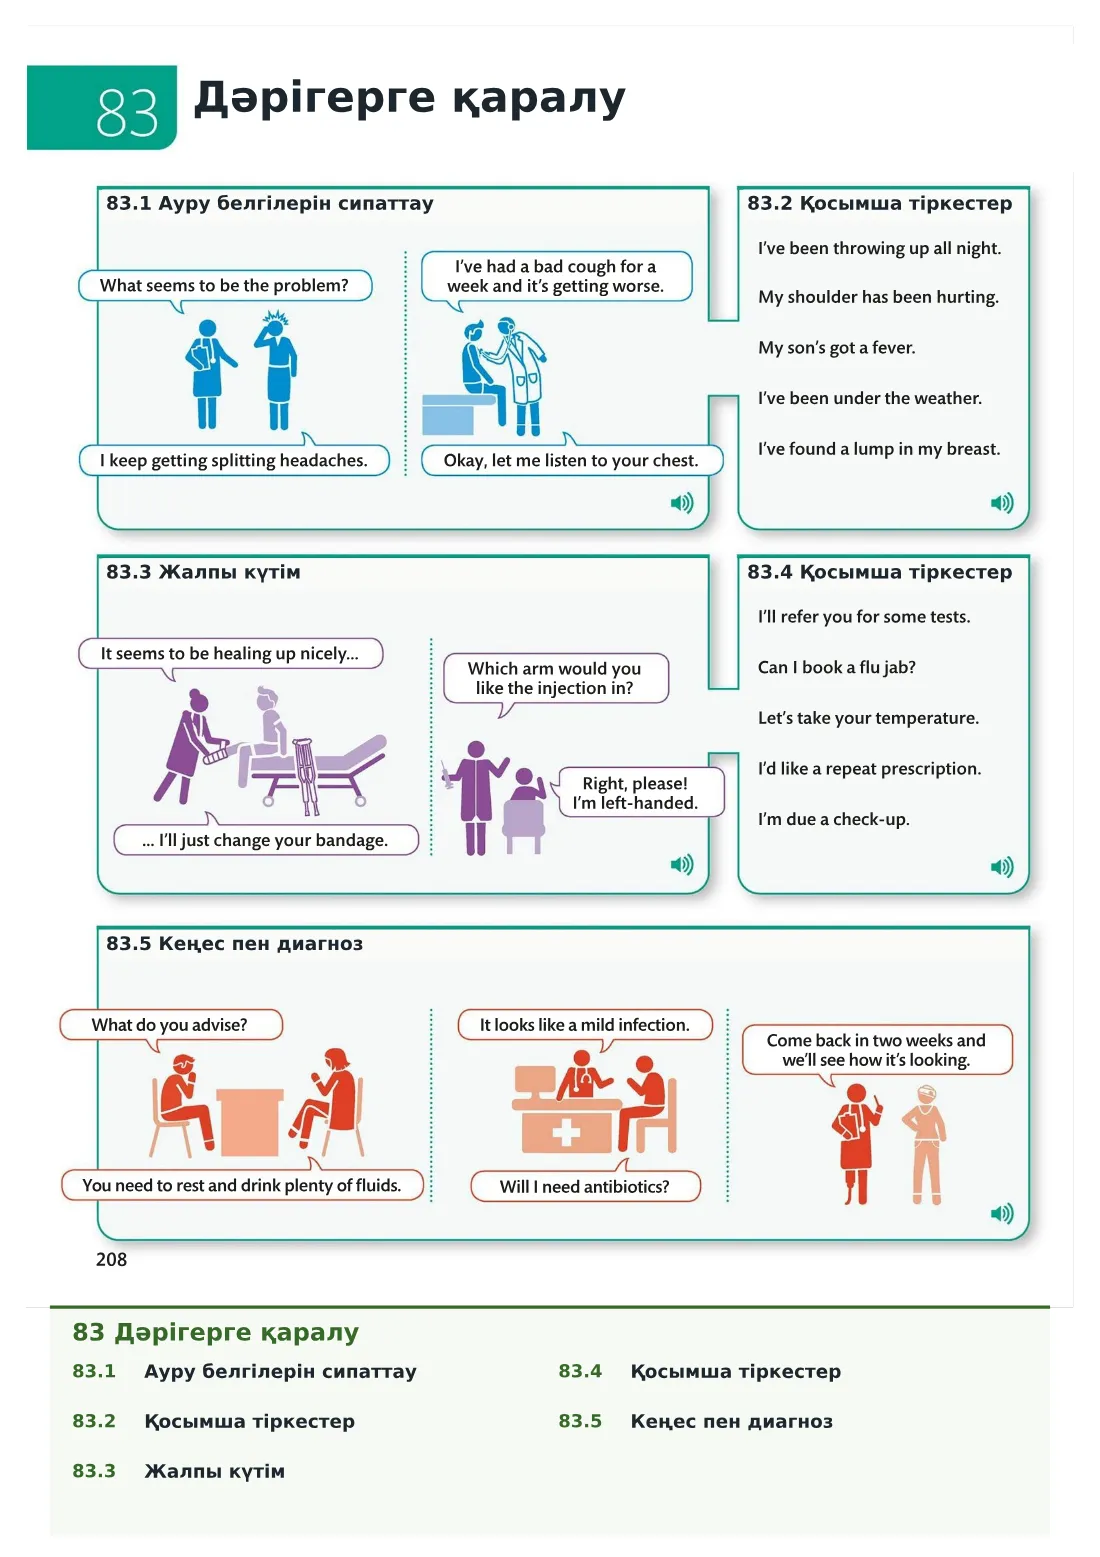 83
Дәрігерге қаралу
83.1 Ауру белгілерін сипаттау
What seems to be the problem?
I keep getting splitting headaches.
I've had a bad cough for a
week and it's getting worse.
Okay, let me listen to your chest.
83.2 Қосымша тіркестер
I've been throwing up all night.
My shoulder has been hurting.
My son's got a fever.
I've been under the weather.
I've found a lump in my breast.
83.3 Жалпы күтім
It seems to be healing up nicely...
... I'll just change your bandage.
Which arm would you
like the injection in?
Right, please!
I'm left-handed.
83.4 Қосымша тіркестер
I'll refer you for some tests.
Can I book a flu jab?
Let's take your temperature.
I'd like a repeat prescription.
I'm due a check-up.
83.5 Кеңес пен диагноз
What do you advise?
You need to rest and drink plenty of fluids.
It looks like a mild infection.
Will I need antibiotics?
Come back in two weeks and
we'll see how it's looking.
208
83 Дәрігерге қаралу
83.1 Ауру белгілерін сипаттау
83.2 Қосымша тіркестер
83.3 Жалпы күтім
83.4 Қосымша тіркестер
83.5 Кеңес пен диагноз